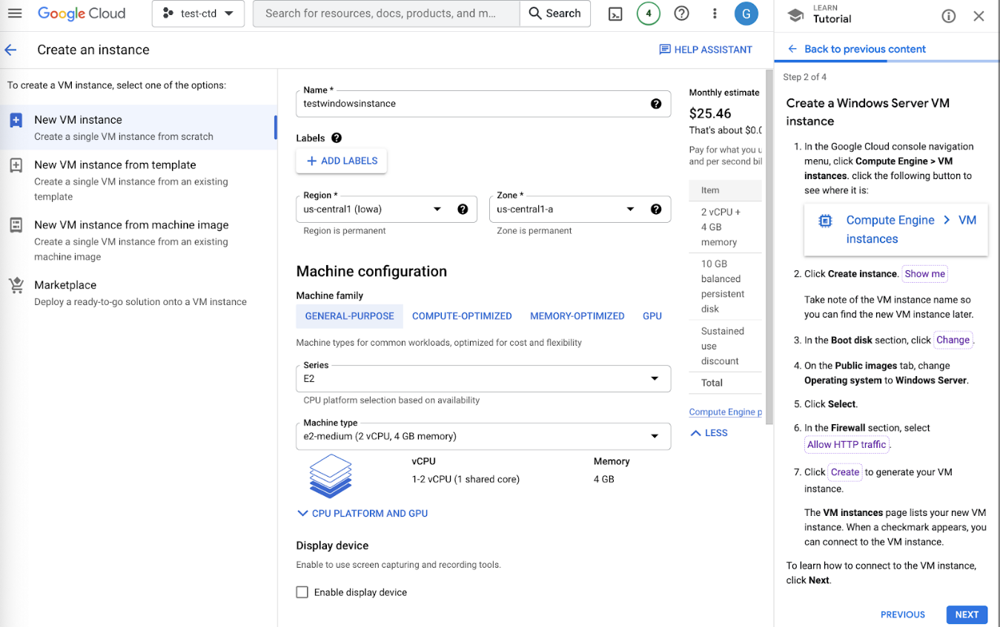 Google Cloud
test-ctd
Search for resources, docs, products, and m...
Search
4
G
LEARN
Tutorial
Create an instance
HELP ASSISTANT
Back to previous content
To create a VM instance, select one of the options:
New VM instance
Create a single VM instance from scratch
New VM instance from template
Create a single VM instance from an existing
template
New VM instance from machine image
Create a single VM instance from an existing
machine image
Marketplace
Deploy a ready-to-go solution onto a VM instance
Name *
testwindowsinstance
Labels
+ ADD LABELS
Region *
us-central1 (Iowa)
Region is permanent
Zone *
us-central1-a
Zone is permanent
Machine configuration
Machine family
GENERAL-PURPOSE
COMPUTE-OPTIMIZED
MEMORY-OPTIMIZED
GPU
Machine types for common workloads, optimized for cost and flexibility
Series
E2
CPU platform selection based on availability
Machine type
e2-medium (2 vCPU, 4 GB memory)
vCPU
1-2 vCPU (1 shared core)
Memory
4 GB
CPU PLATFORM AND GPU
Display device
Enable to use screen capturing and recording tools.
Enable display device
Monthly estimate
$25.46
That's about $0.0
Pay for what you u
and per second bil
Item
2 vCPU +
4 GB
memory
10 GB
balanced
persistent
disk
Sustained
use
discount
Total
Compute Engine p
LESS
Step 2 of 4
Create a Windows Server VM
instance
1. In the Google Cloud console navigation
menu, click Compute Engine > VM
instances. click the following button to
see where it is:
Compute Engine > VM
instances
2. Click Create instance. Show me
Take note of the VM instance name so
you can find the new VM instance later.
3. In the Boot disk section, click Change.
4. On the Public images tab, change
Operating system to Windows Server.
5. Click Select.
6. In the Firewall section, select
Allow HTTP traffic.
7. Click Create to generate your VM
instance.
The VM instances page lists your new VM
instance. When a checkmark appears, you
can connect to the VM instance.
To learn how to connect to the VM instance,
click Next.
PREVIOUS
NEXT